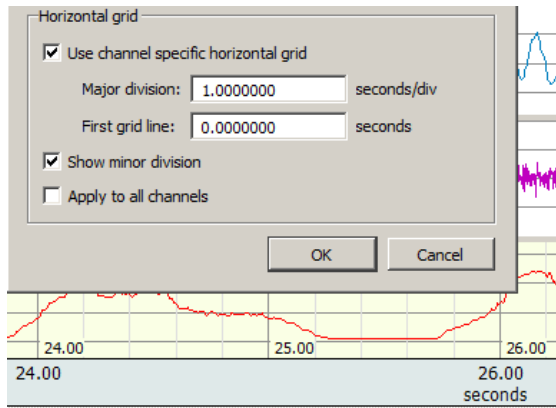 Horizontal grid
Use channel specific horizontal grid
Major division: 1.0000000 seconds/div
First grid line: 0.0000000 seconds
Show minor division
Apply to all channels
OK Cancel
24.00 25.00 26.00
24.00 26.00
seconds